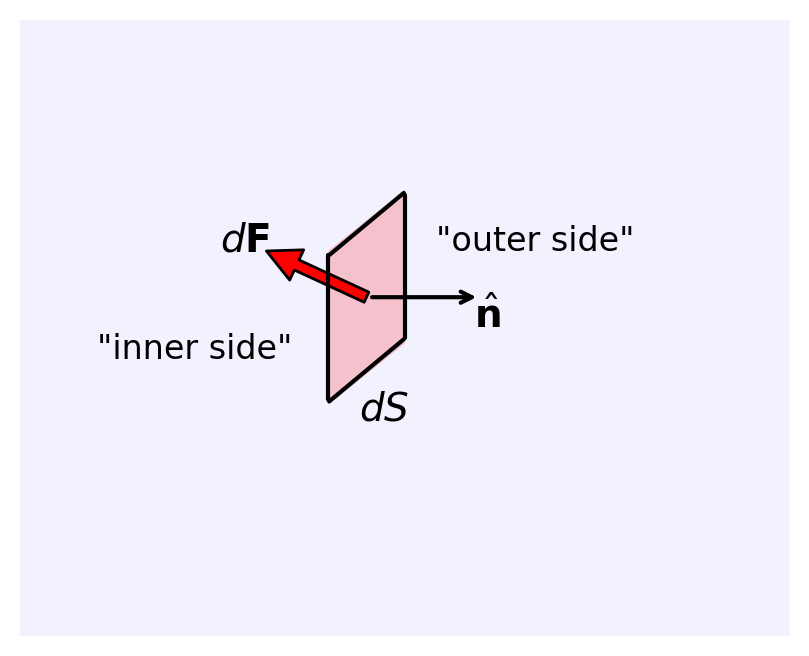 d𝐅
"outer side"
n̂
"inner side"
dS